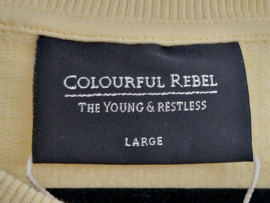 COLOURFUL REBEL
THE YOUNG & RESTLESS
LARGE